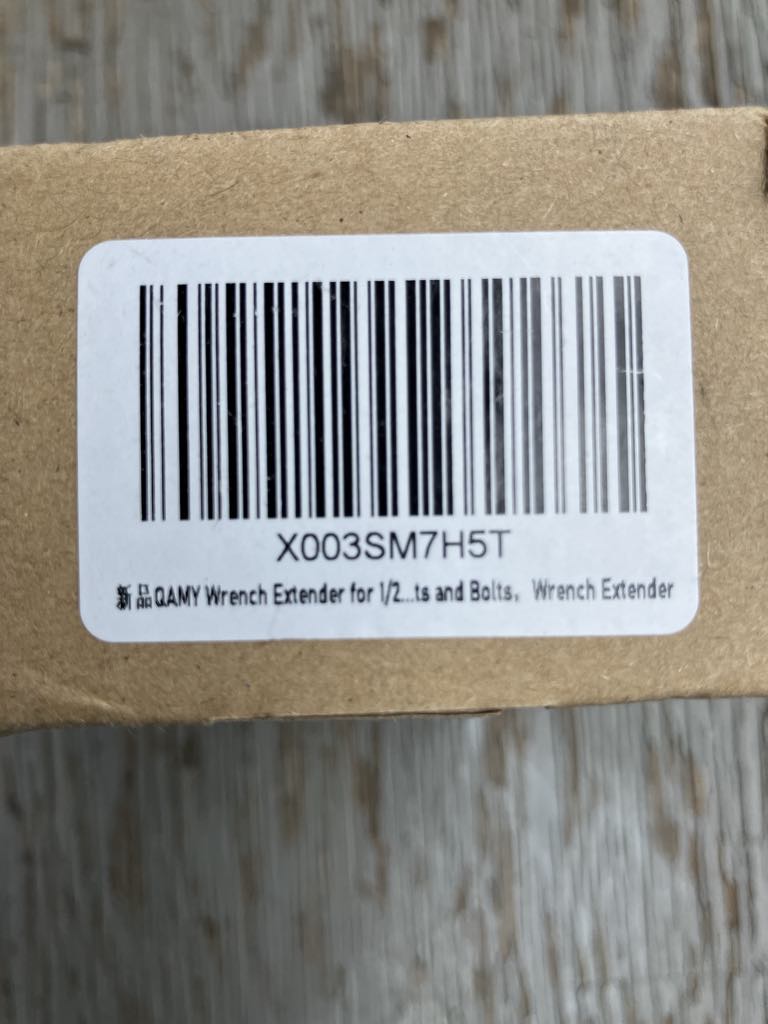 X003SM7H5T
新品QAMY Wrench Extender for 1/2...ts and Bolts，Wrench Extender